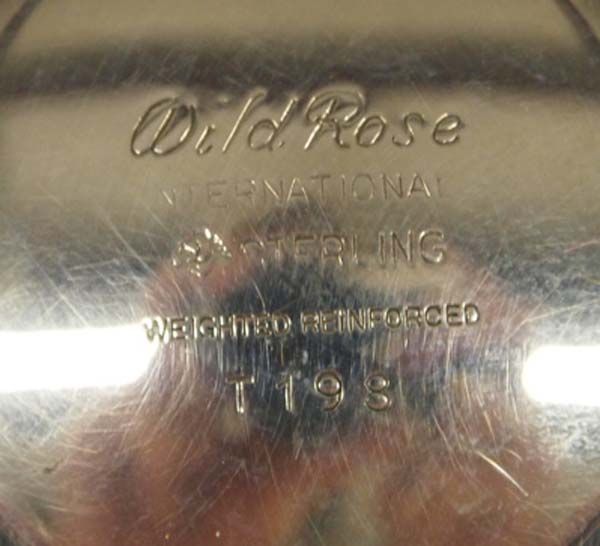 Wild Rose
INTERNATIONAL
STERLING
WEIGHTED REINFORCED
T198